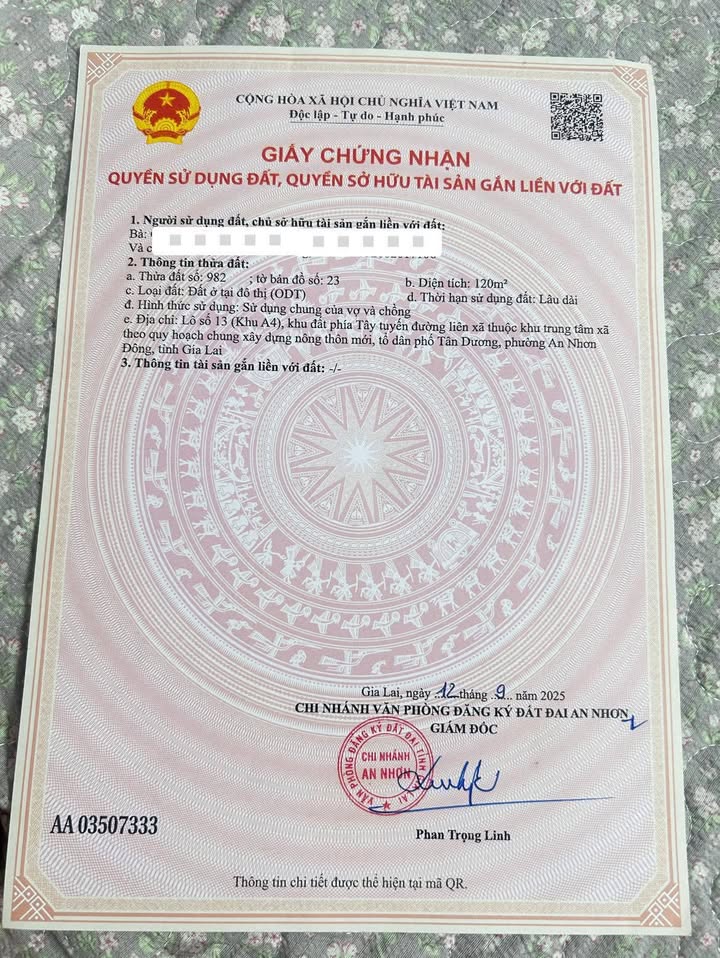 CỘNG HÒA XÃ HỘI CHỦ NGHĨA VIỆT NAM
Độc lập - Tự do - Hạnh phúc
GIẤY CHỨNG NHẬN
QUYỀN SỬ DỤNG ĐẤT, QUYỀN SỞ HỮU TÀI SẢN GẮN LIỀN VỚI ĐẤT
1. Người sử dụng đất, chủ sở hữu tài sản gắn liền với đất:
Bà:
Và
2. Thông tin thửa đất:
a. Thửa đất số: 982 ; tờ bản đồ số: 23 b. Diện tích: 120m²
c. Loại đất: Đất ở tại đô thị (ODT) d. Thời hạn sử dụng đất: Lâu dài
đ. Hình thức sử dụng: Sử dụng chung của vợ và chồng
e. Địa chỉ: Lô số 13 (Khu A4), khu đất phía Tây tuyến đường liên xã thuộc khu trung tâm xã
theo quy hoạch chung xây dựng nông thôn mới, tổ dân phố Tân Dương, phường An Nhơn
Đông, tỉnh Gia Lai
3. Thông tin tài sản gắn liền với đất: -/-
Gia Lai, ngày 12 tháng 9 năm 2025
CHI NHÁNH VĂN PHÒNG ĐĂNG KÝ ĐẤT ĐAI AN NHƠN
GIÁM ĐỐC
VĂN PHÒNG ĐĂNG KÝ ĐẤT ĐAI TỈNH GIA LAI
CHI NHÁNH
AN NHƠN
AA 03507333
Phan Trọng Linh
Thông tin chi tiết được thể hiện tại mã QR.